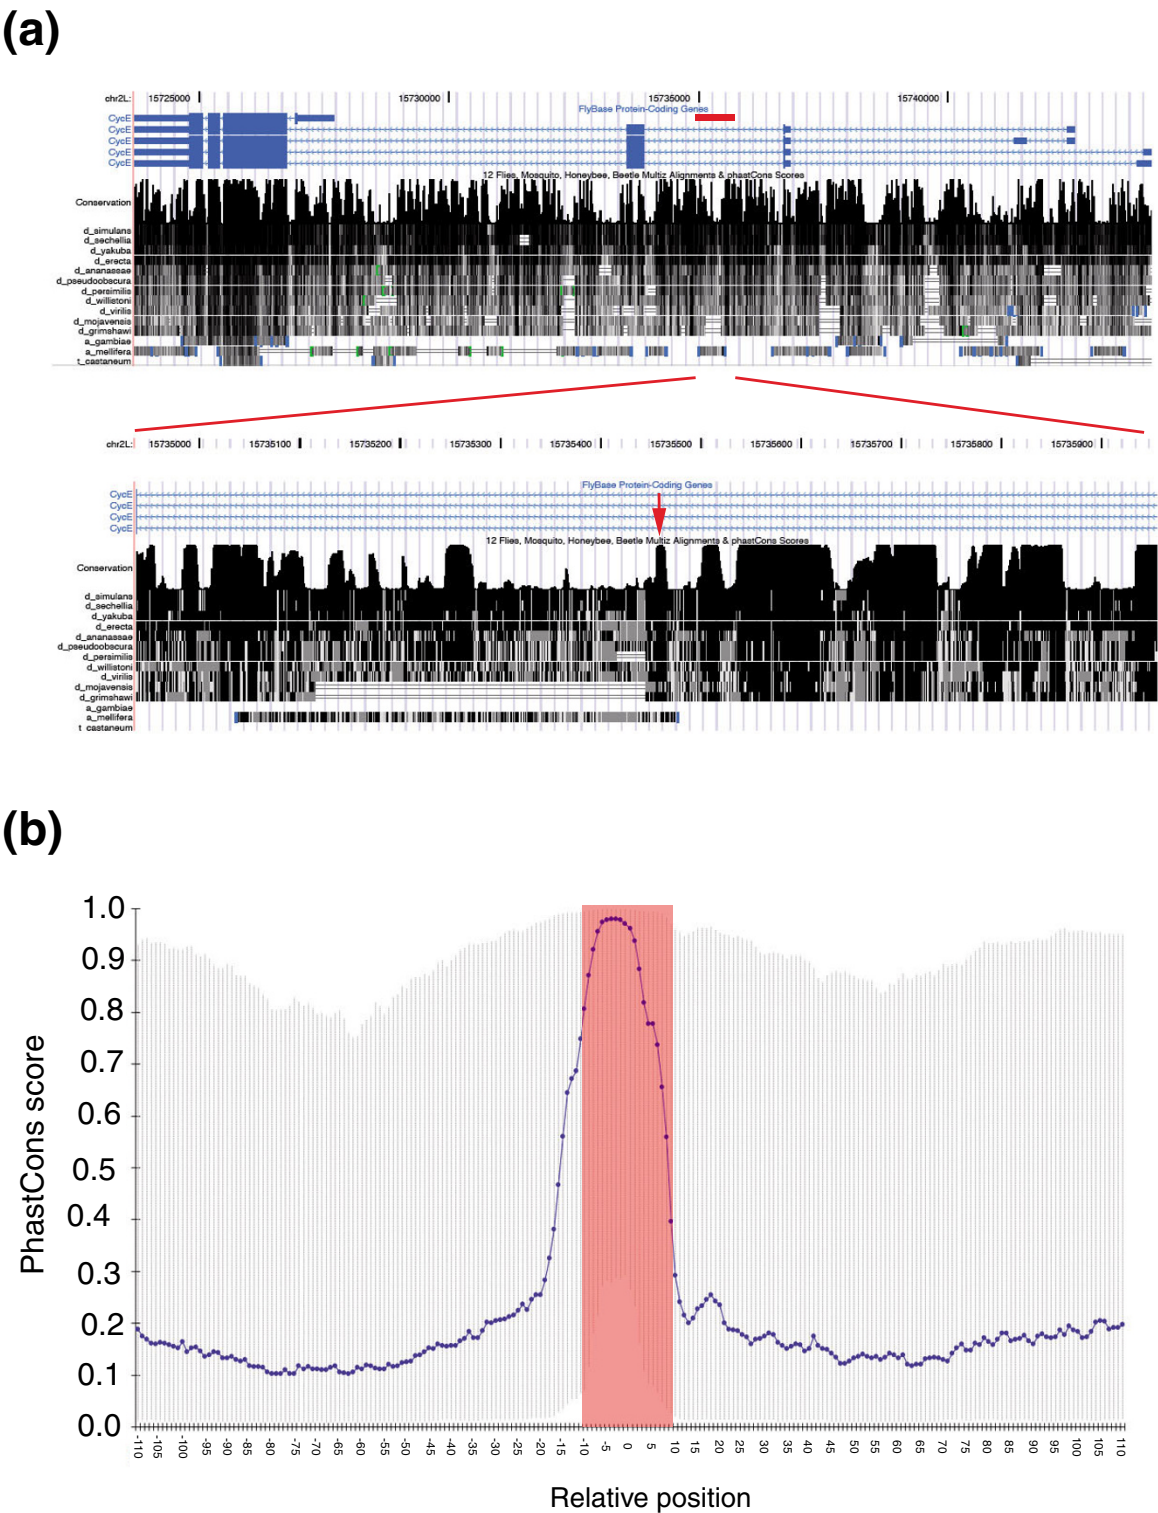 (a)
chr2L: 15725000 15730000 15735000 15740000
FlyBase Protein-Coding Genes
CycE
CycE
CycE
CycE
CycE
12 Flies, Mosquito, Honeybee, Beetle Multiz Alignments & phastCons Scores
Conservation
d_simulans
d_sechellia
d_yakuba
d_erecta
d_ananassae
d_pseudoobscura
d_persimilis
d_willistoni
d_virilis
d_mojavensis
d_grimshawi
a_gambiae
a_mellifera
t_castaneum
chr2L: 15735000 15735100 15735200 15735300 15735400 15735500 15735600 15735700 15735800 15735900
FlyBase Protein-Coding Genes
CycE
CycE
CycE
CycE
12 Flies, Mosquito, Honeybee, Beetle Multiz Alignments & phastCons Scores
Conservation
d_simulans
d_sechellia
d_yakuba
d_erecta
d_ananassae
d_pseudoobscura
d_persimilis
d_willistoni
d_virilis
d_mojavensis
d_grimshawi
a_gambiae
a_mellifera
t_castaneum
(b)
PhastCons score
1.0
0.9
0.8
0.7
0.6
0.5
0.4
0.3
0.2
0.1
0.0
-110 -105 -100 -95 -90 -85 -80 -75 -70 -65 -60 -55 -50 -45 -40 -35 -30 -25 -20 -15 -10 -5 0 5 10 15 20 25 30 35 40 45 50 55 60 65 70 75 80 85 90 95 100 105 110
Relative position